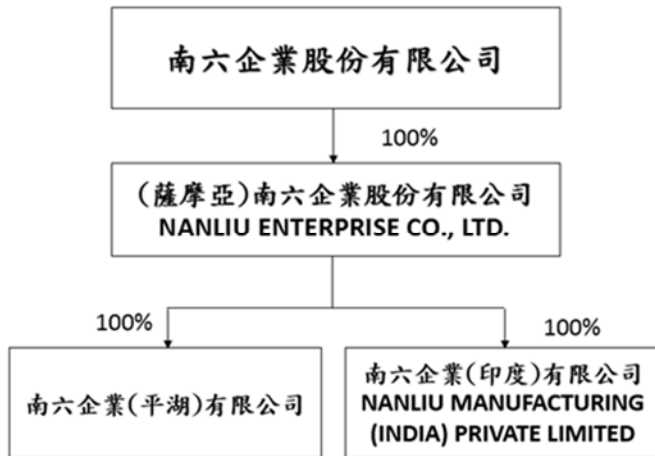 南六企業股份有限公司
100%
(薩摩亞)南六企業股份有限公司
NANLIU ENTERPRISE CO., LTD.
100%
100%
南六企業(平湖)有限公司
南六企業(印度)有限公司
NANLIU MANUFACTURING
(INDIA) PRIVATE LIMITED